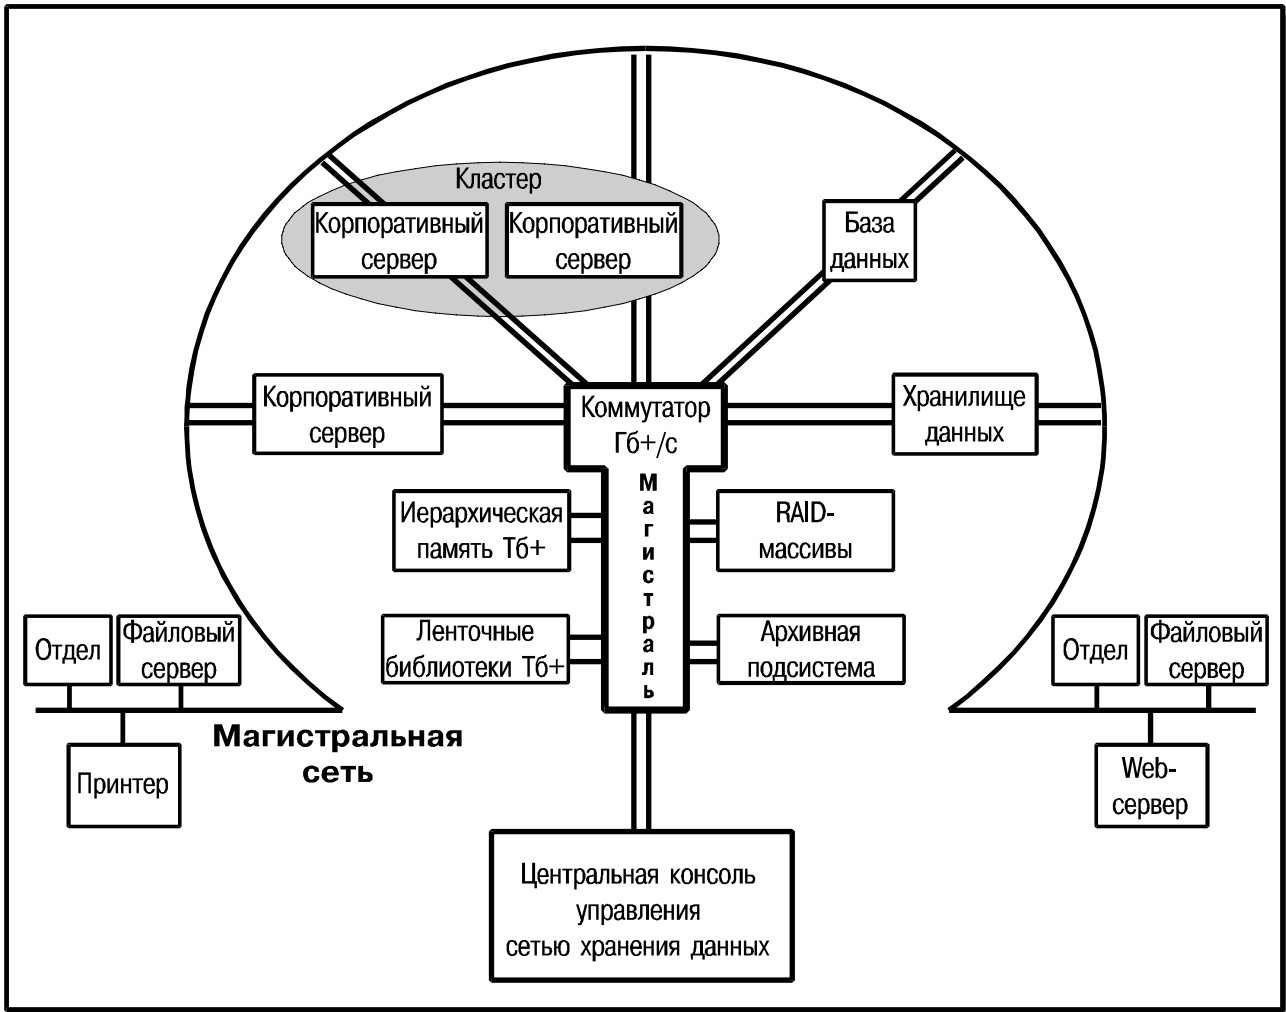 Кластер
Корпоративный
сервер
Корпоративный
сервер
База
данных
Корпоративный
сервер
Коммутатор
Гб+/с
Хранилище
данных
Магистраль
Иерархическая
память Тб+
RAID-
массивы
Ленточные
библиотеки Тб+
Архивная
подсистема
Отдел
Файловый
сервер
Принтер
Магистральная
сеть
Отдел
Файловый
сервер
Web-
сервер
Центральная консоль
управления
сетью хранения данных